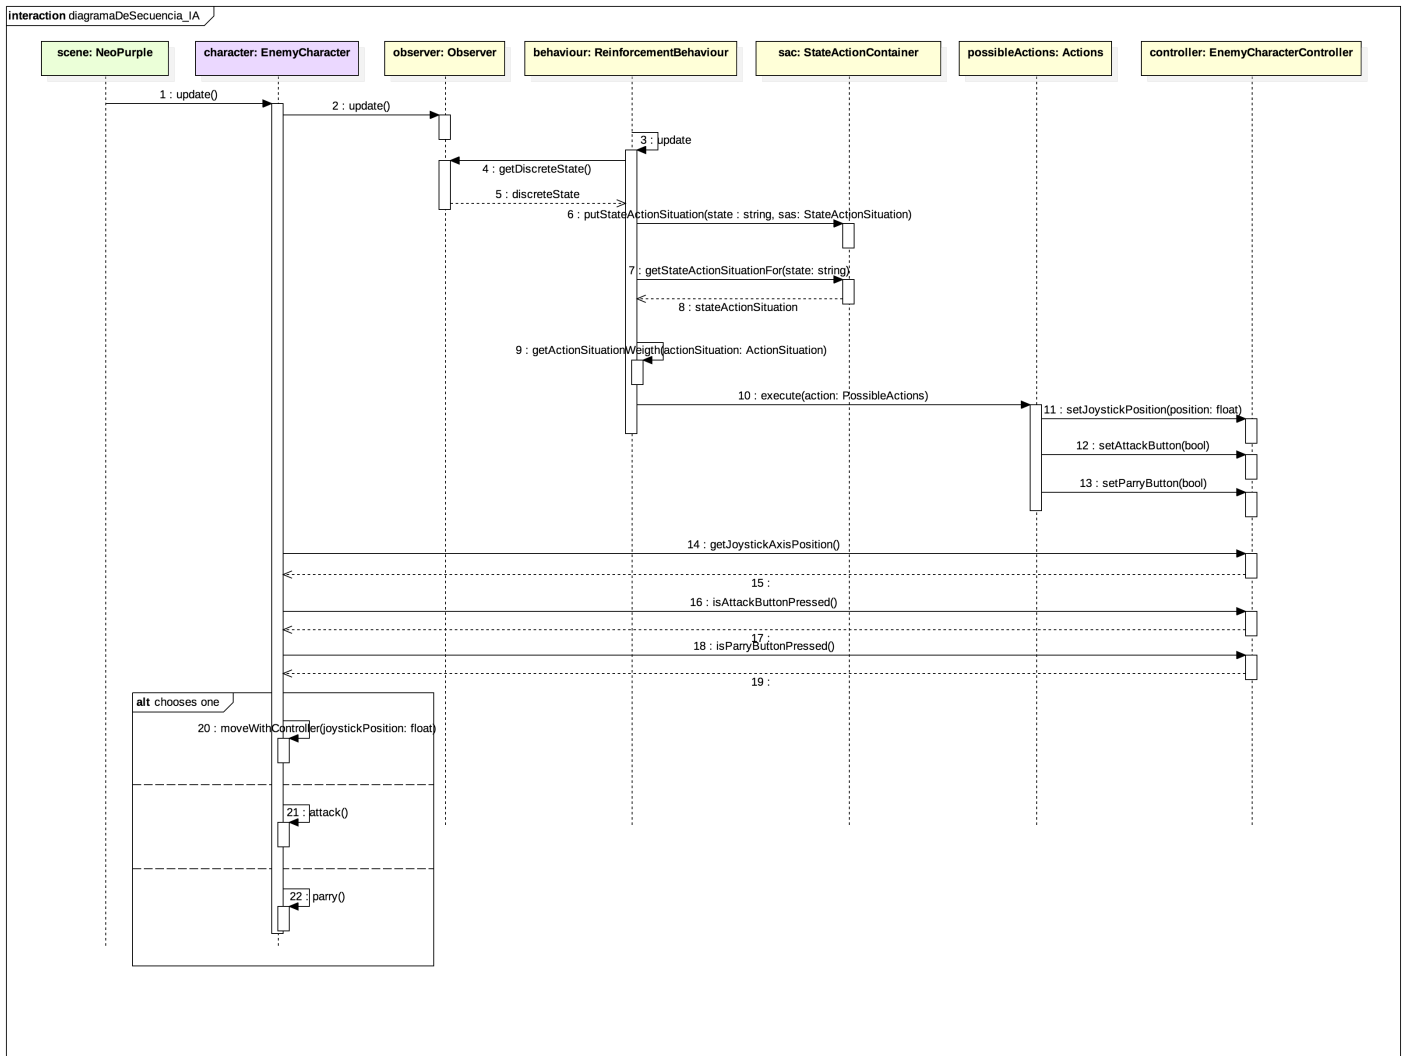 interaction diagramaDeSecuencia_IA
scene: NeoPurple
character: EnemyCharacter
observer: Observer
behaviour: ReinforcementBehaviour
sac: StateActionContainer
possibleActions: Actions
controller: EnemyCharacterController
1 : update()
2 : update()
3 : update
4 : getDiscreteState()
5 : discreteState
6 : putStateActionSituation(state : string, sas: StateActionSituation)
7 : getStateActionSituationFor(state: string)
8 : stateActionSituation
9 : getActionSituationWeigth(actionSituation: ActionSituation)
10 : execute(action: PossibleActions)
11 : setJoystickPosition(position: float)
12 : setAttackButton(bool)
13 : setParryButton(bool)
14 : getJoystickAxisPosition()
15 :
16 : isAttackButtonPressed()
17 :
18 : isParryButtonPressed()
19 :
alt chooses one
20 : moveWithController(joystickPosition: float)
21 : attack()
22 : parry()